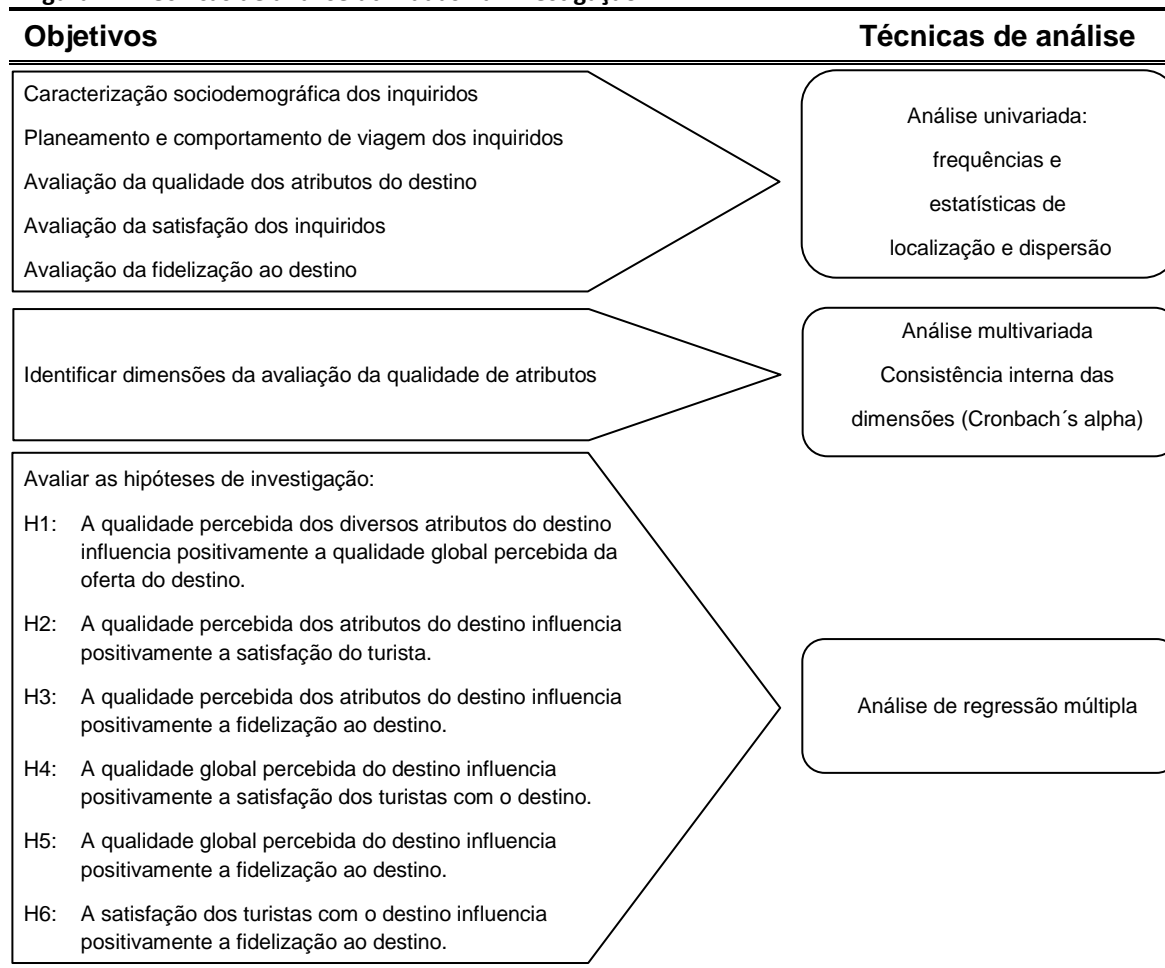 Objetivos
Técnicas de análise
Caracterização sociodemográfica dos inquiridos
Planeamento e comportamento de viagem dos inquiridos
Avaliação da qualidade dos atributos do destino
Avaliação da satisfação dos inquiridos
Avaliação da fidelização ao destino
Análise univariada:
frequências e
estatísticas de
localização e dispersão
Identificar dimensões da avaliação da qualidade de atributos
Análise multivariada
Consistência interna das
dimensões (Cronbach´s alpha)
Avaliar as hipóteses de investigação:
H1: A qualidade percebida dos diversos atributos do destino
influencia positivamente a qualidade global percebida da
oferta do destino.
H2: A qualidade percebida dos atributos do destino influencia
positivamente a satisfação do turista.
H3: A qualidade percebida dos atributos do destino influencia
positivamente a fidelização ao destino.
H4: A qualidade global percebida do destino influencia
positivamente a satisfação dos turistas com o destino.
H5: A qualidade global percebida do destino influencia
positivamente a fidelização ao destino.
H6: A satisfação dos turistas com o destino influencia
positivamente a fidelização ao destino.
Análise de regressão múltipla